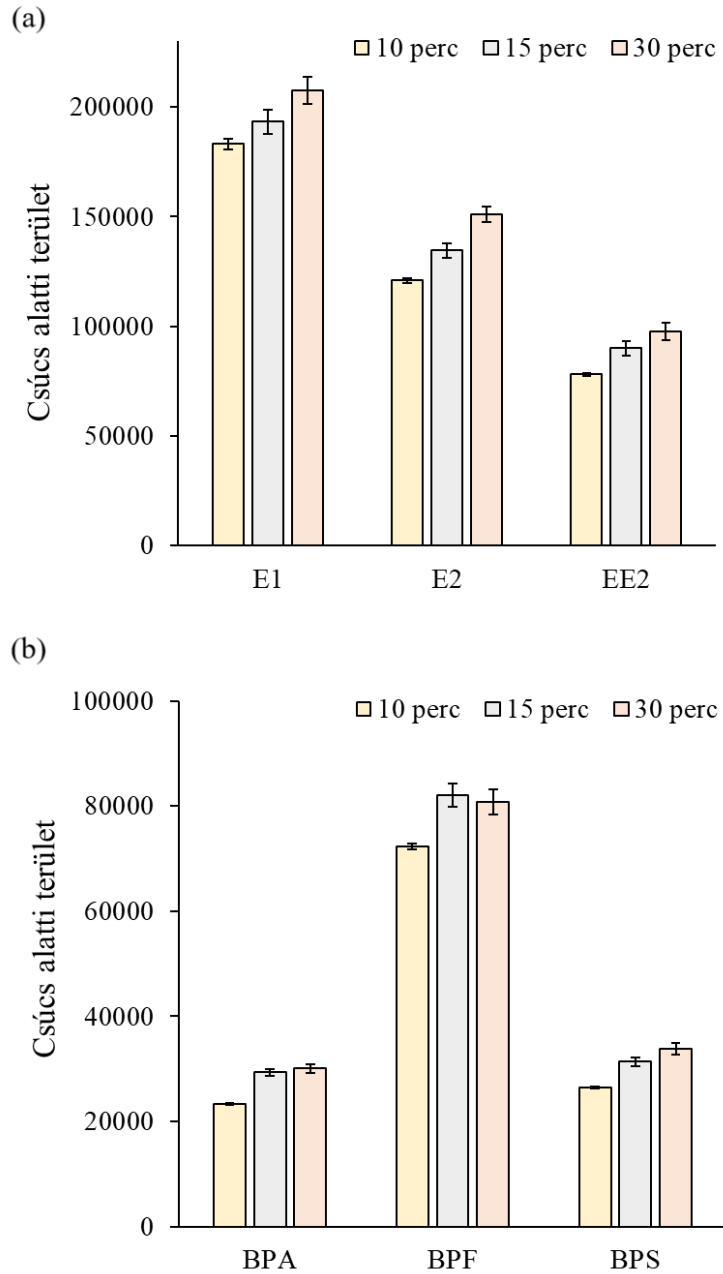 (a)
10 perc 15 perc 30 perc
Csúcs alatti terület
200000
150000
100000
50000
0
E1 E2 EE2
(b)
10 perc 15 perc 30 perc
Csúcs alatti terület
100000
80000
60000
40000
20000
0
BPA BPF BPS